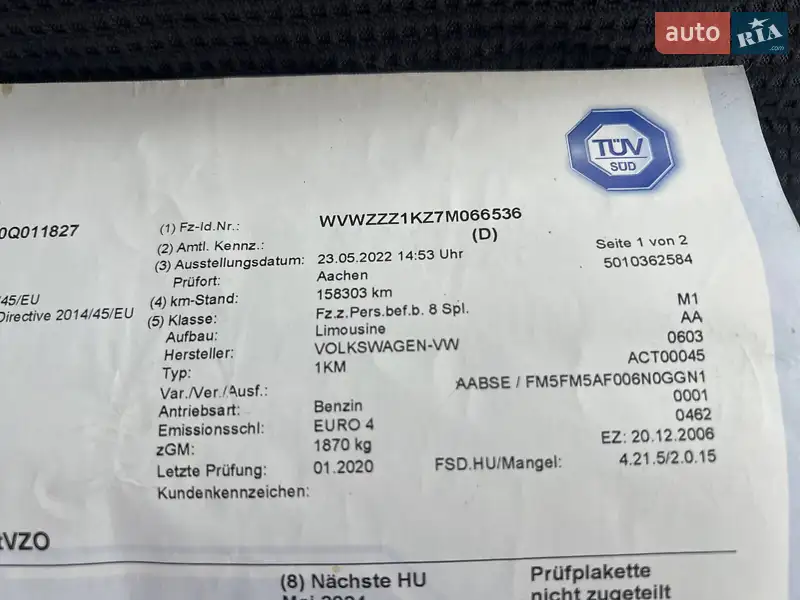 auto RIA .com
TÜV
SÜD
0Q011827
(1) Fz-Id.Nr.: WVWZZZ1KZ7M066536
(2) Amtl. Kennz.: (D)
Seite 1 von 2
(3) Ausstellungsdatum: 23.05.2022 14:53 Uhr 5010362584
Prüfort: Aachen
/45/EU (4) km-Stand: 158303 km
Directive 2014/45/EU (5) Klasse: Fz.z.Pers.bef.b. 8 Spl. M1
Aufbau: Limousine AA
Hersteller: VOLKSWAGEN-VW 0603
Typ: 1KM ACT00045
Var./Ver./Ausf.: AABSE / FM5FM5AF006N0GGN1
Antriebsart: Benzin 0001
Emissionsschl: EURO 4 0462
zGM: 1870 kg EZ: 20.12.2006
Letzte Prüfung: 01.2020 FSD.HU/Mangel: 4.21.5/2.0.15
Kundenkennzeichen:
tVZO
(8) Nächste HU Prüfplakette
Mai 2024 nicht zugeteilt